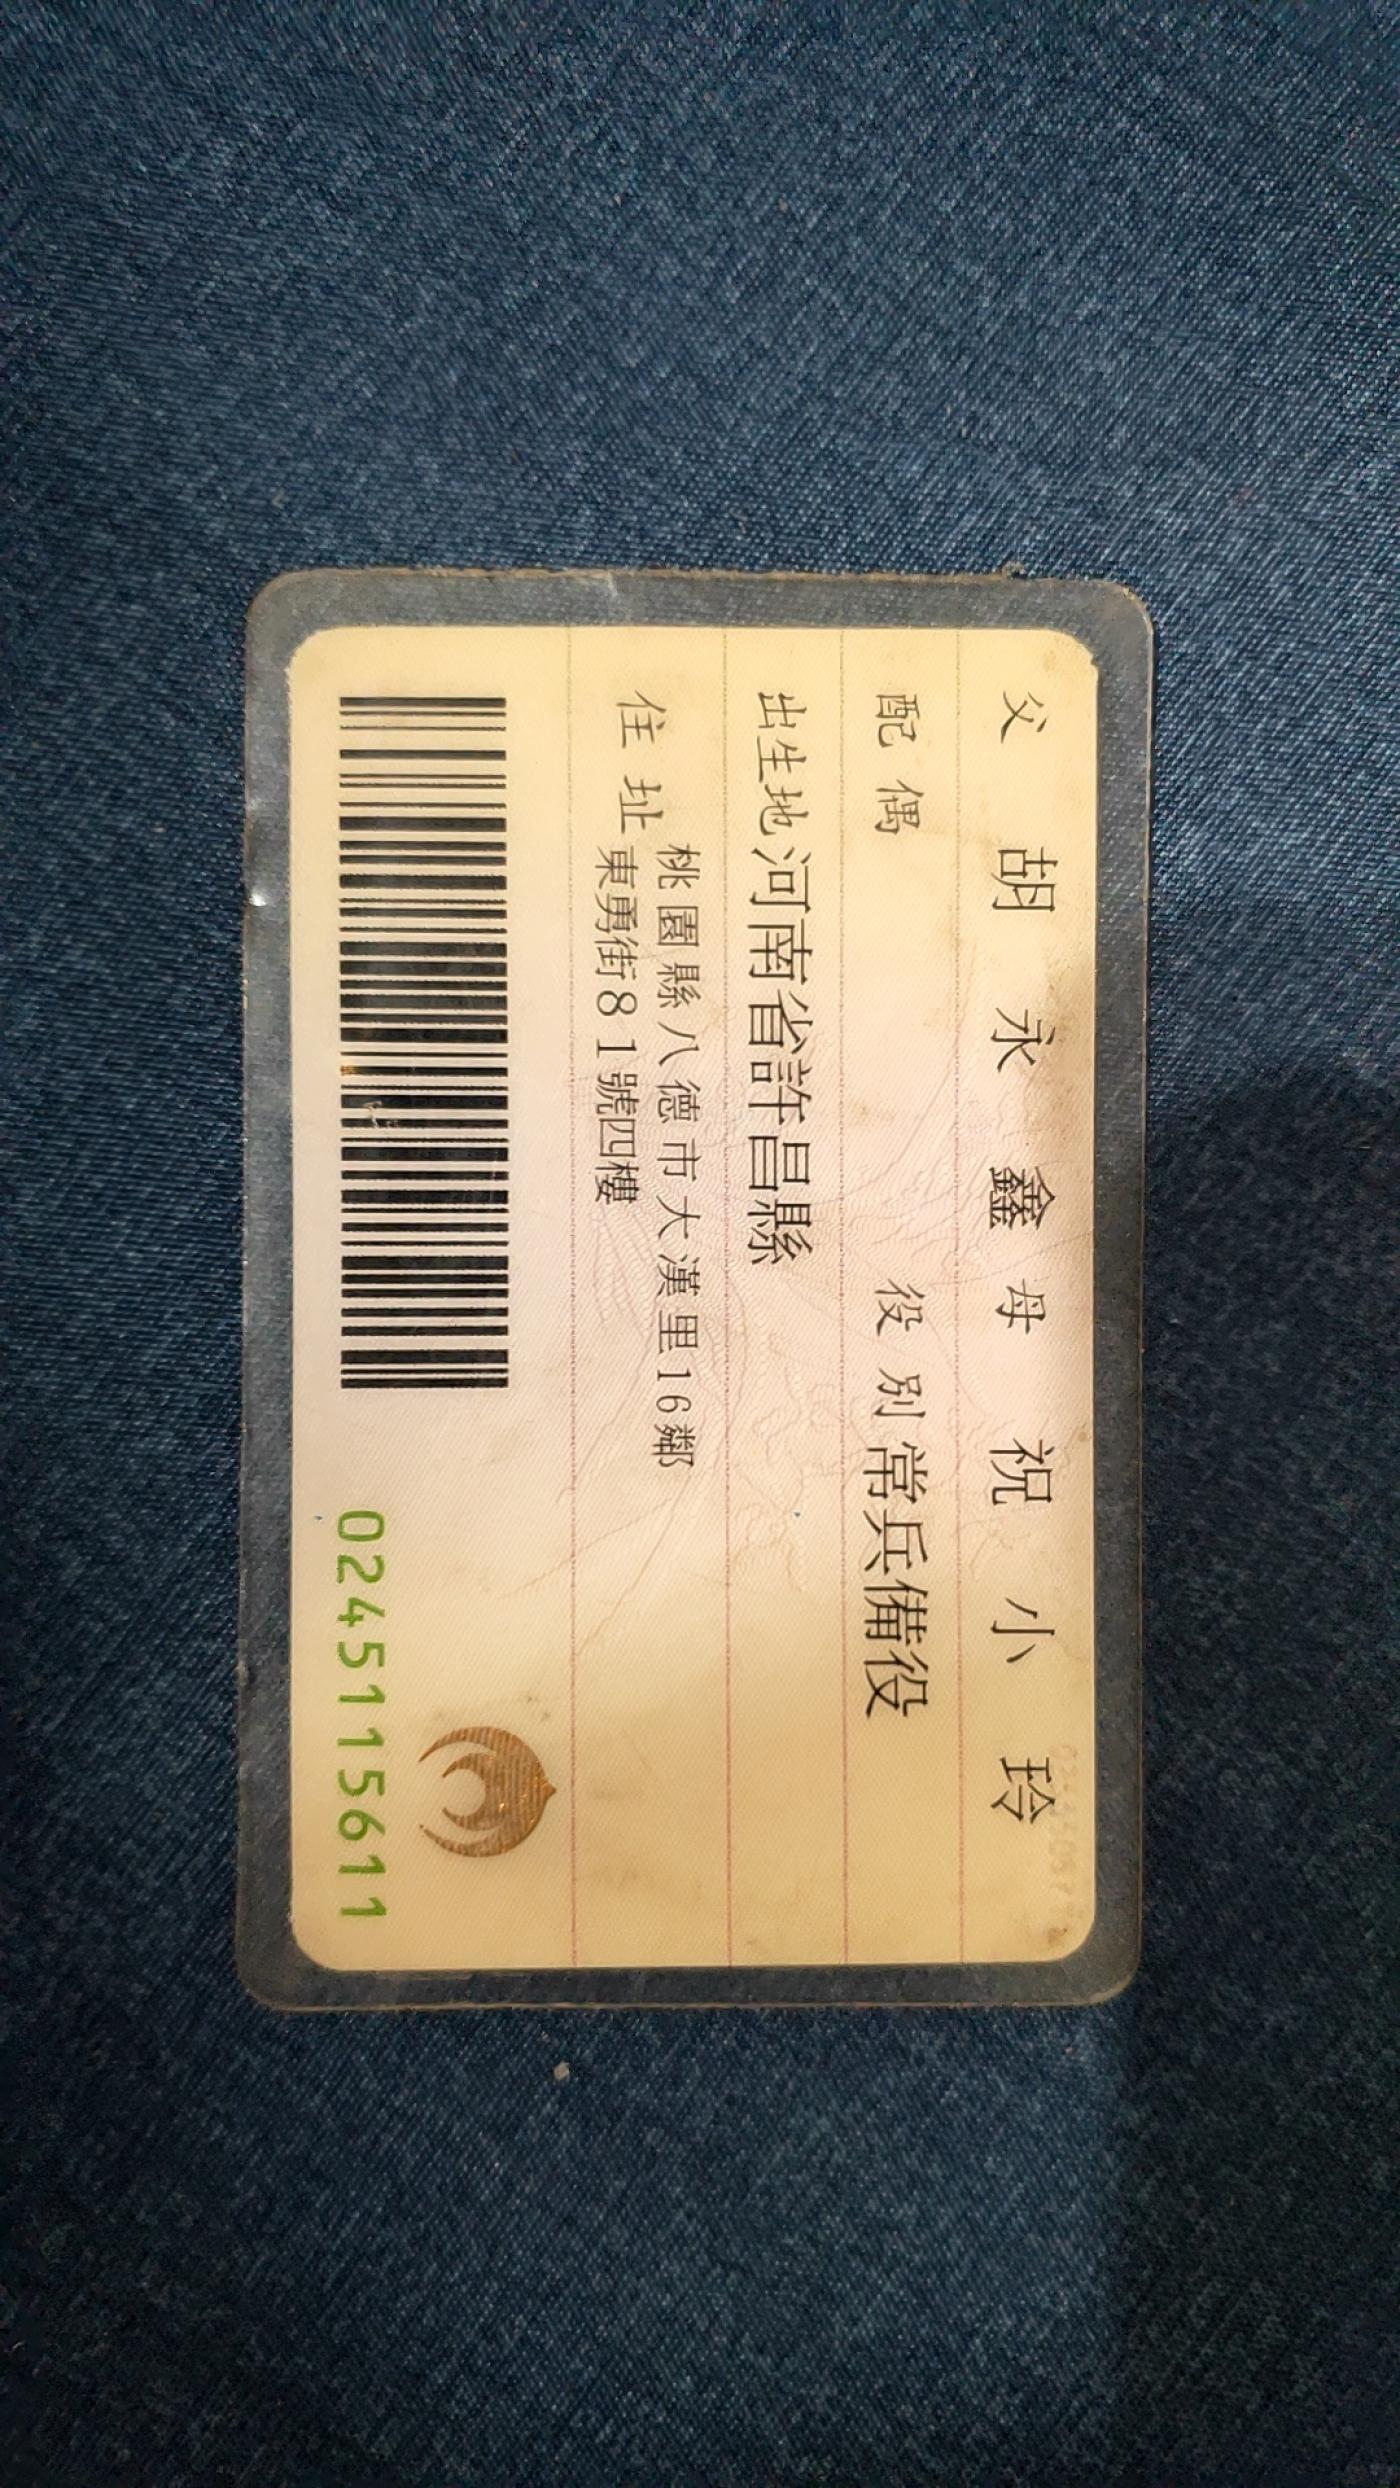 父 胡永鑫 母 祝小玲
配偶 役別 常兵備役
出生地 河南省許昌縣
住址 桃園縣八德市大漢里16鄰
東勇街81號四樓
0245115611